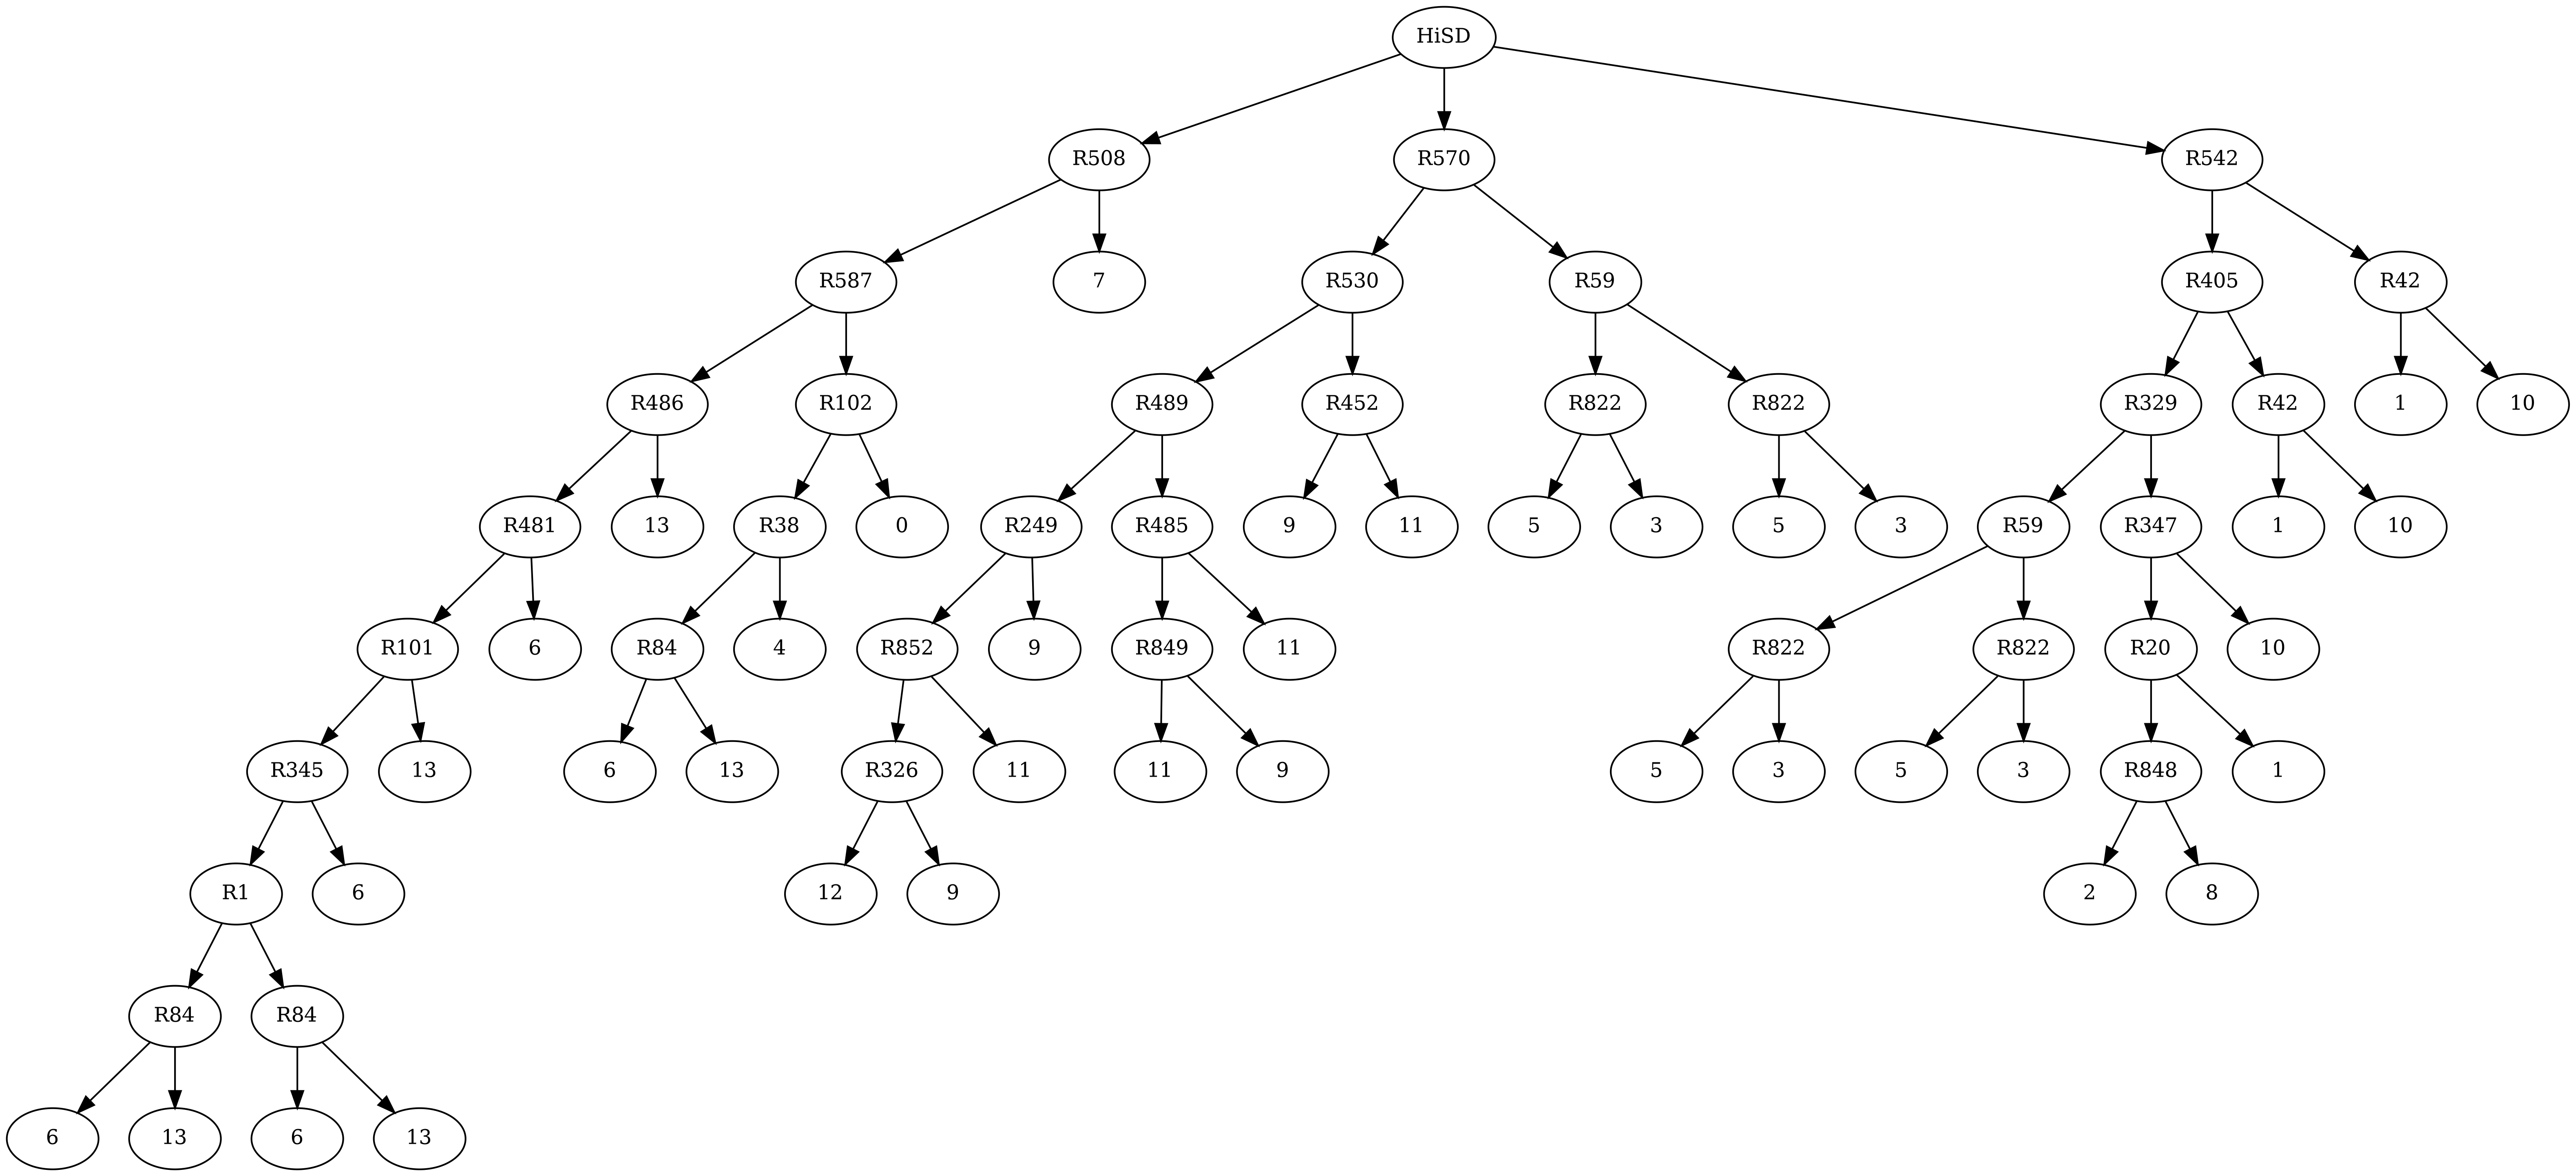 HiSD
R508 R570 R542
R587 7 R530 R59 R405 R42
R486 R102 R489 R452 R822 R822 R329 R42 1 10
R481 13 R38 0 R249 R485 9 11 5 3 5 3 R59 R347 1 10
R101 6 R84 4 R852 9 R849 11 R822 R822 R20 10
R345 13 6 13 R326 11 11 9 5 3 5 3 R848 1
R1 6 12 9 2 8
R84 R84
6 13 6 13